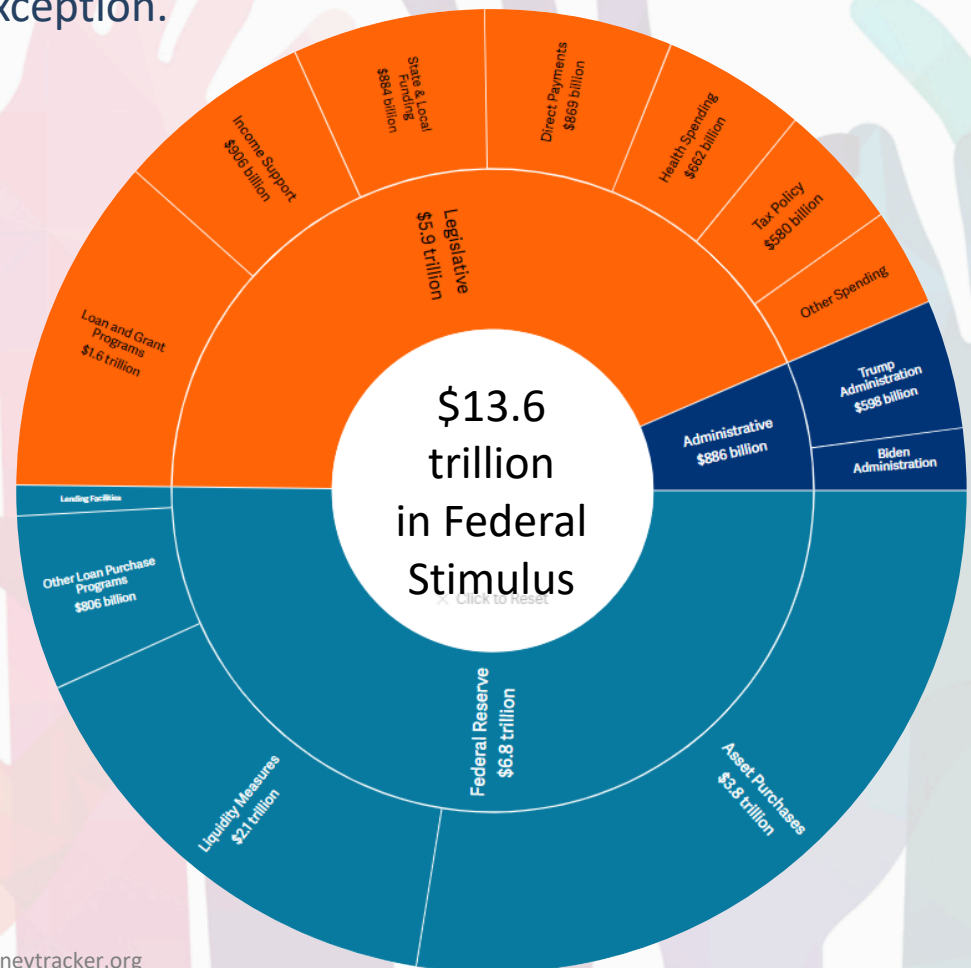 xception.
State & Local
Funding
$884 billion
Direct Payments
$869 billion
Health Spending
$662 billion
Tax Policy
$580 billion
Other Spending
Income Support
$906 billion
Loan and Grant
Programs
$1.6 trillion
Legislative
$5.9 trillion
Trump
Administration
$598 billion
Administrative
$886 billion
Biden
Administration
$13.6
trillion
in Federal
Stimulus
× Click to Reset
Lending Facilities
Other Loan Purchase
Programs
$806 billion
Federal Reserve
$6.8 trillion
Liquidity Measures
$2.1 trillion
Asset Purchases
$3.8 trillion
neytracker.org